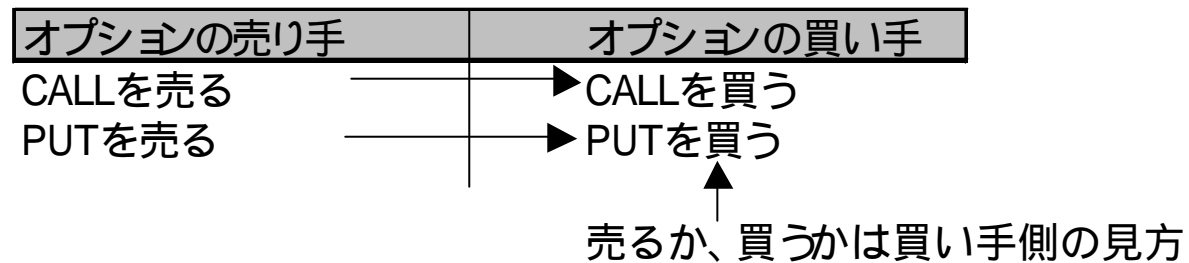 オプションの売り手 オプションの買い手
CALLを売る CALLを買う
PUTを売る PUTを買う
売るか、買うかは買い手側の見方